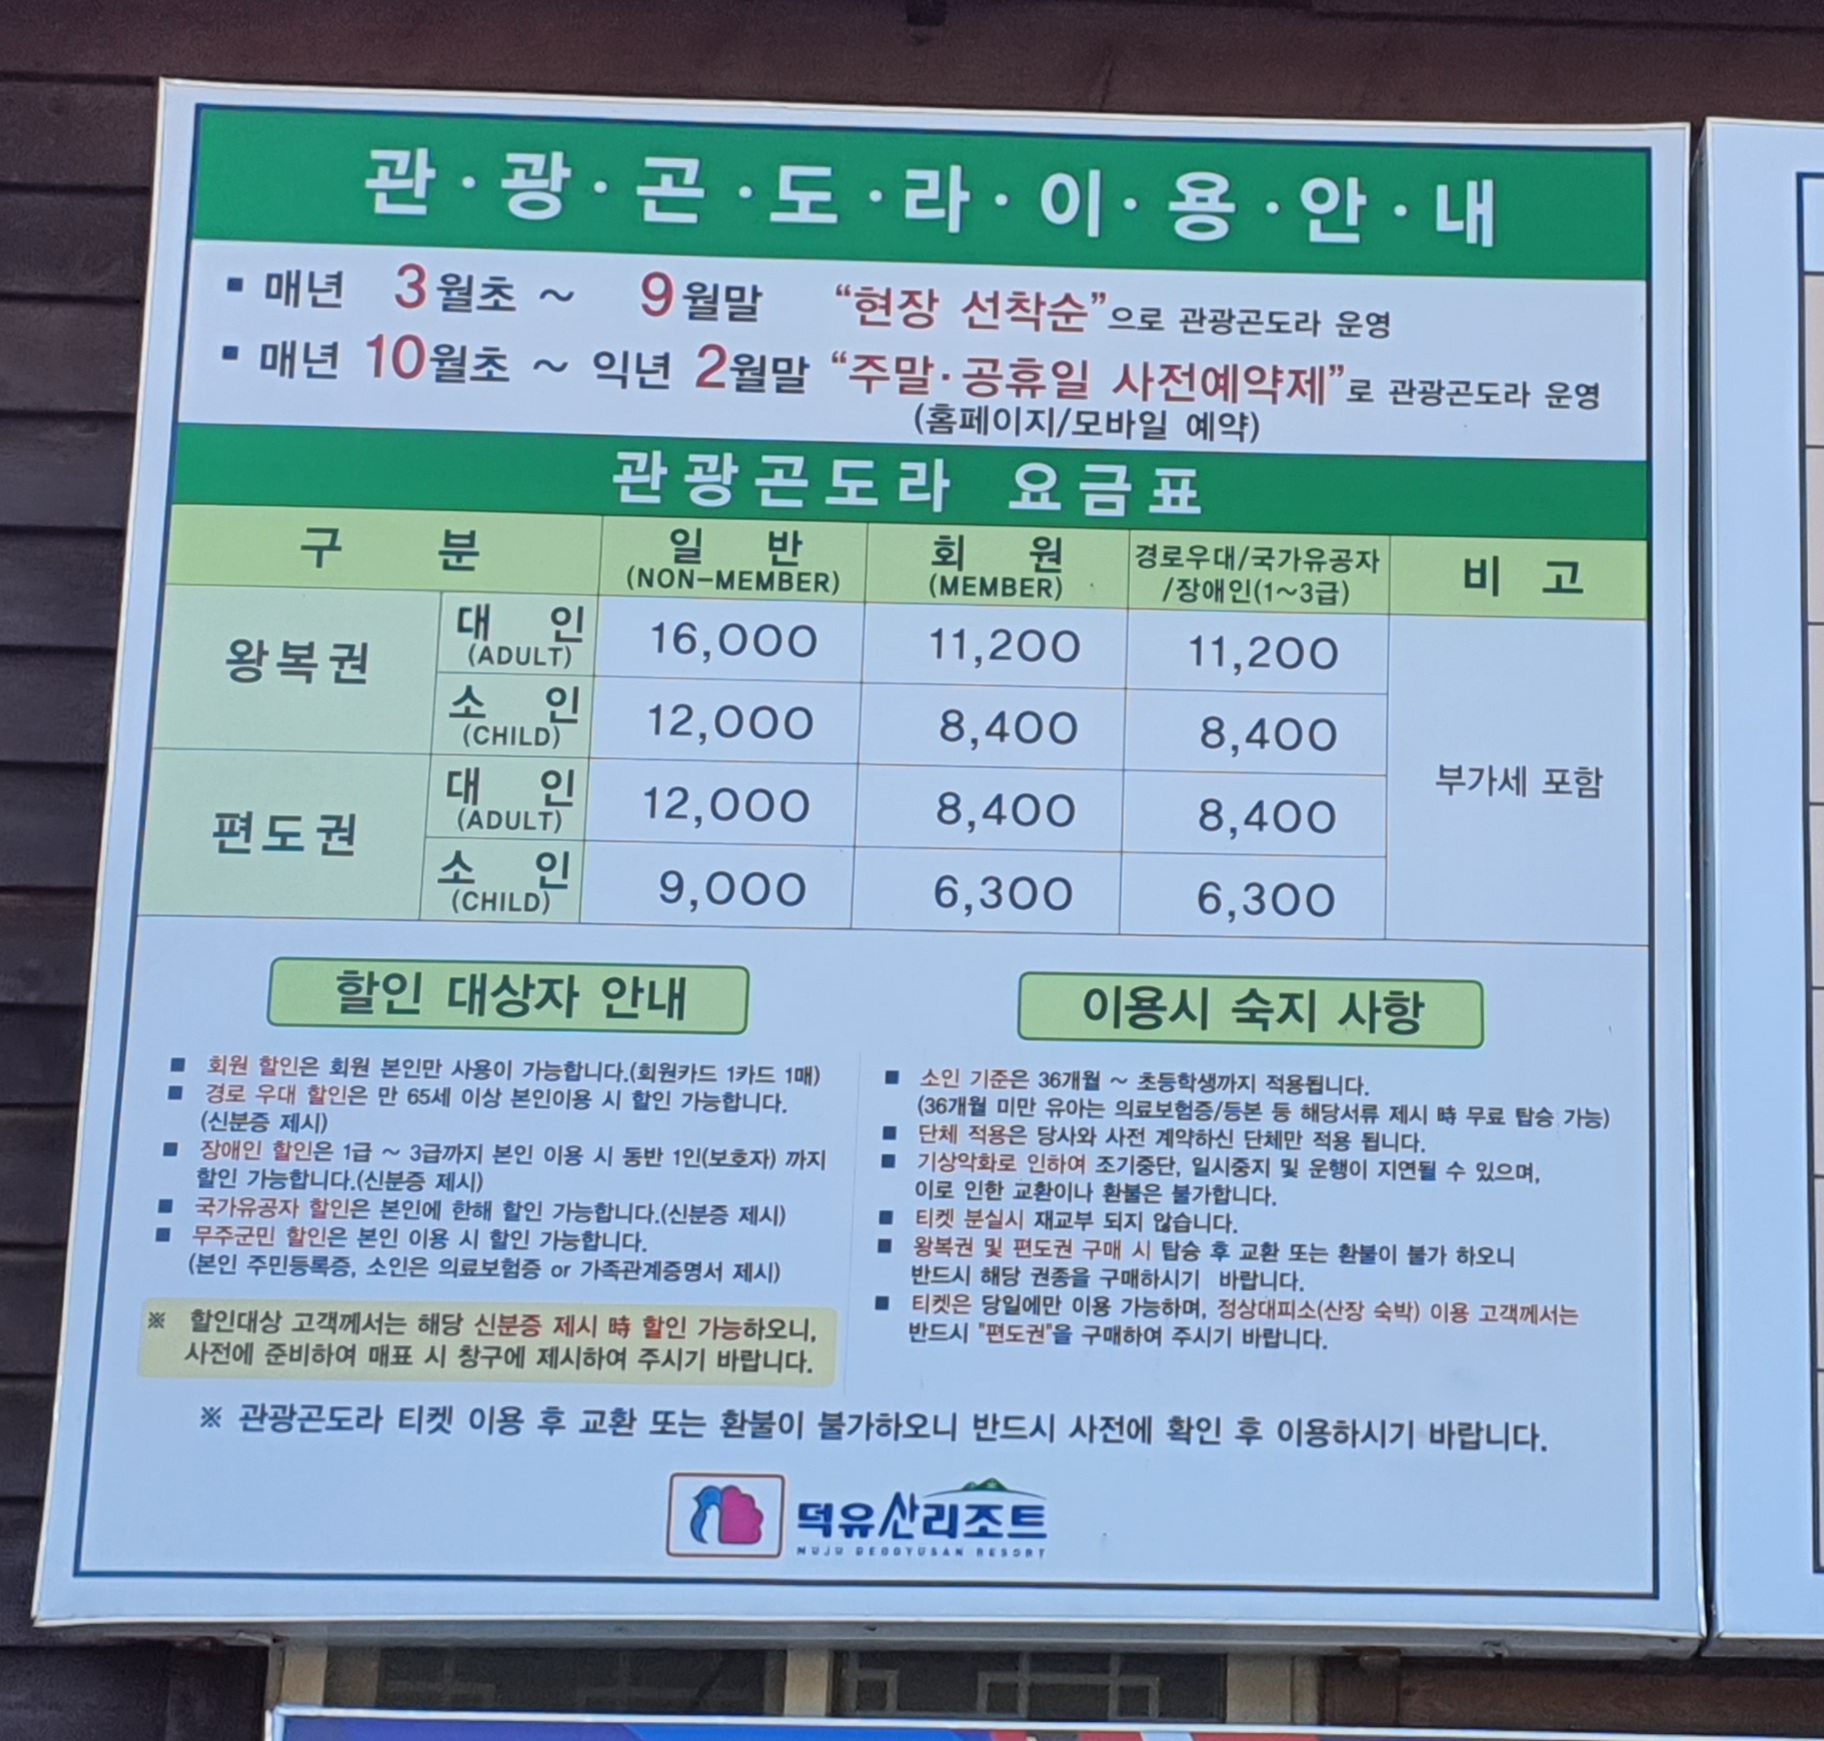 관·광·곤·도·라·이·용·안·내
▪ 매년 3월초 ~ 9월말 “현장 선착순”으로 관광곤도라 운영
▪ 매년 10월초 ~ 익년 2월말 “주말·공휴일 사전예약제”로 관광곤도라 운영
(홈페이지/모바일 예약)
관광곤도라 요금표
구 분 일 반 (NON-MEMBER) 회 원 (MEMBER) 경로우대/국가유공자/장애인(1~3급) 비 고
왕복권 대 인 (ADULT) 16,000 11,200 11,200
소 인 (CHILD) 12,000 8,400 8,400
부가세 포함
편도권 대 인 (ADULT) 12,000 8,400 8,400
소 인 (CHILD) 9,000 6,300 6,300
할인 대상자 안내
▪ 회원 할인은 회원 본인만 사용이 가능합니다.(회원카드 1카드 1매)
▪ 경로 우대 할인은 만 65세 이상 본인이용 시 할인 가능합니다.
(신분증 제시)
▪ 장애인 할인은 1급 ~ 3급까지 본인 이용 시 동반 1인(보호자) 까지
할인 가능합니다.(신분증 제시)
▪ 국가유공자 할인은 본인에 한해 할인 가능합니다.(신분증 제시)
▪ 무주군민 할인은 본인 이용 시 할인 가능합니다.
(본인 주민등록증, 소인은 의료보험증 or 가족관계증명서 제시)
※ 할인대상 고객께서는 해당 신분증 제시 時 할인 가능하오니,
사전에 준비하여 매표 시 창구에 제시하여 주시기 바랍니다.
이용시 숙지 사항
▪ 소인 기준은 36개월 ~ 초등학생까지 적용됩니다.
(36개월 미만 유아는 의료보험증/등본 등 해당서류 제시 時 무료 탑승 가능)
▪ 단체 적용은 당사와 사전 계약하신 단체만 적용 됩니다.
▪ 기상악화로 인하여 조기중단, 일시중지 및 운행이 지연될 수 있으며,
이로 인한 교환이나 환불은 불가합니다.
▪ 티켓 분실시 재교부 되지 않습니다.
▪ 왕복권 및 편도권 구매 시 탑승 후 교환 또는 환불이 불가 하오니
반드시 해당 권종을 구매하시기 바랍니다.
▪ 티켓은 당일에만 이용 가능하며, 정상대피소(산장 숙박) 이용 고객께서는
반드시 "편도권"을 구매하여 주시기 바랍니다.
※ 관광곤도라 티켓 이용 후 교환 또는 환불이 불가하오니 반드시 사전에 확인 후 이용하시기 바랍니다.
덕유산리조트
MUJU DEOGYUSAN RESORT